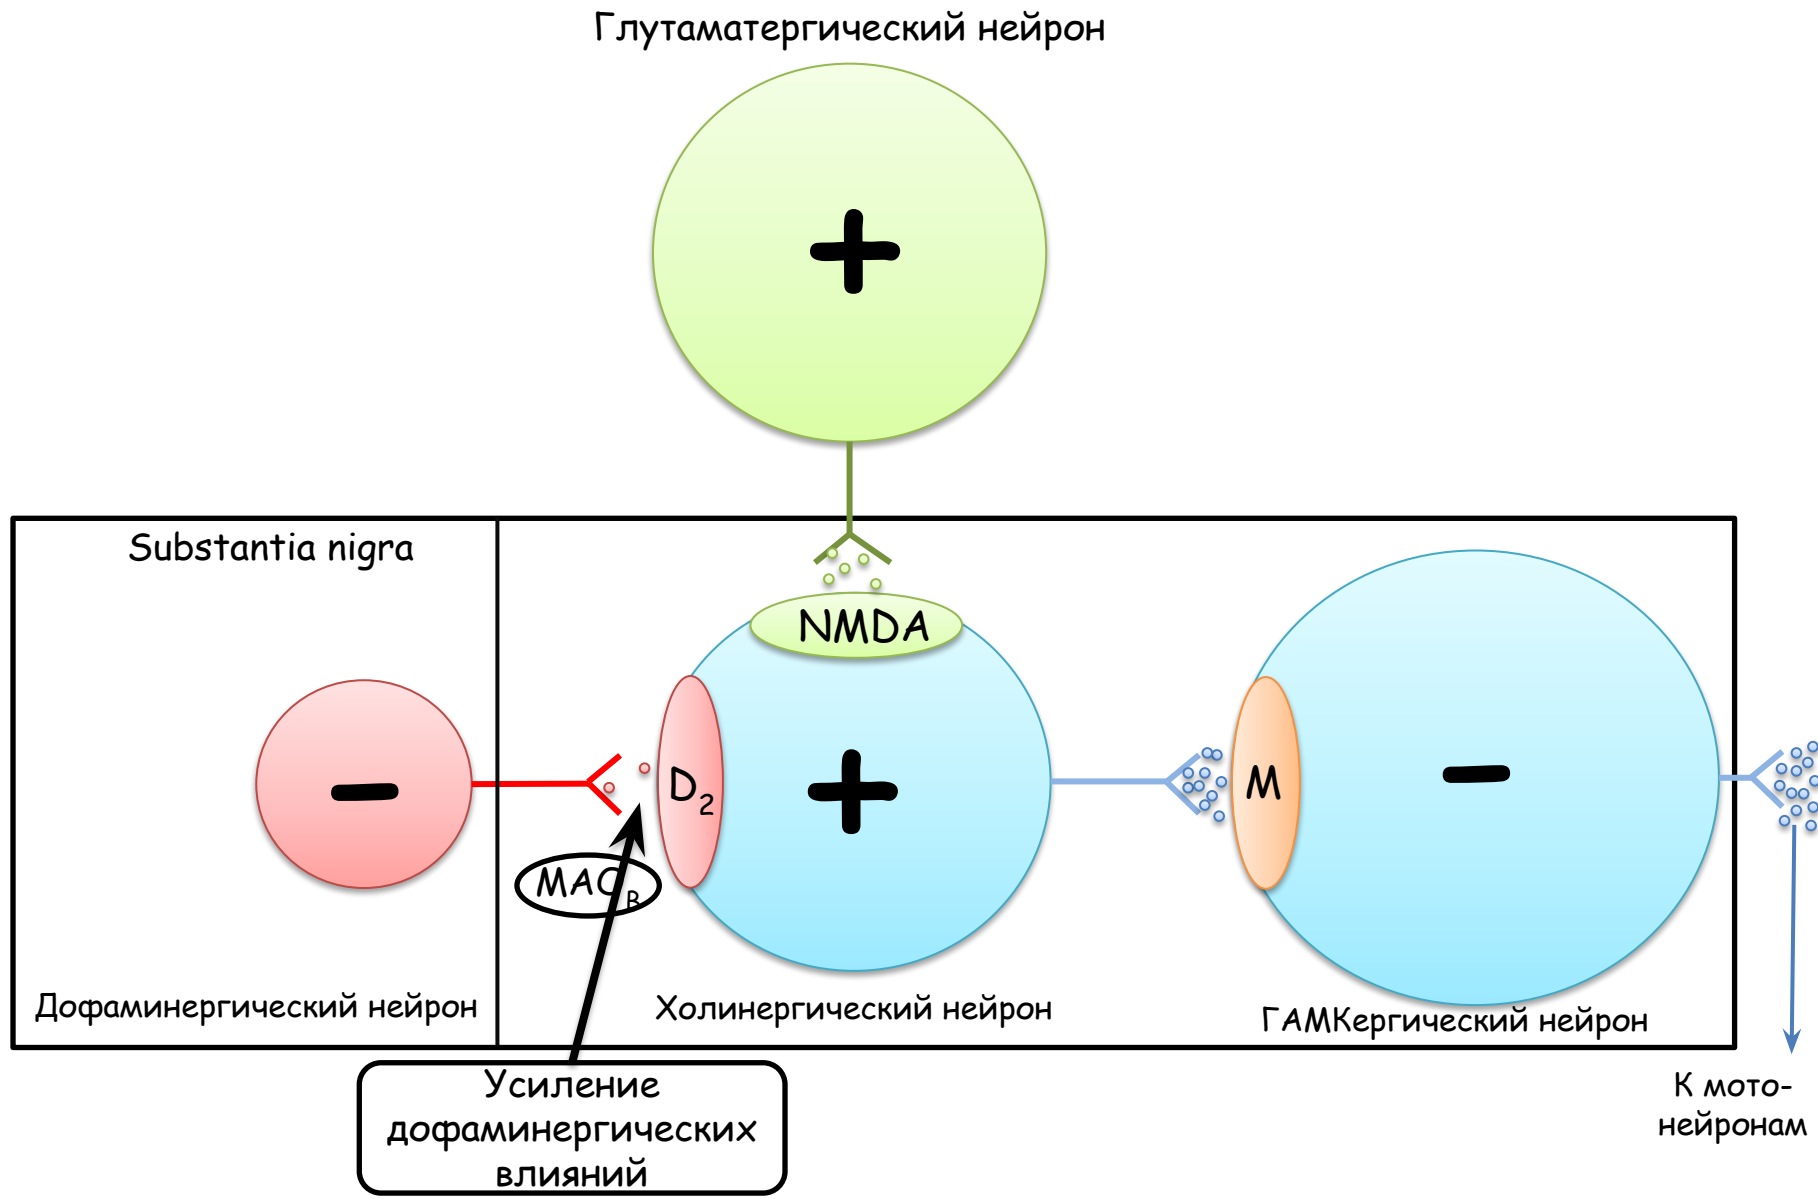 Глутаматергический нейрон
+
Substantia nigra
NMDA
–
D₂
+
M
–
MAOB
Дофаминергический нейрон
Холинергический нейрон
ГАМКергический нейрон
Усиление
дофаминергических
влияний
К мото-
нейронам